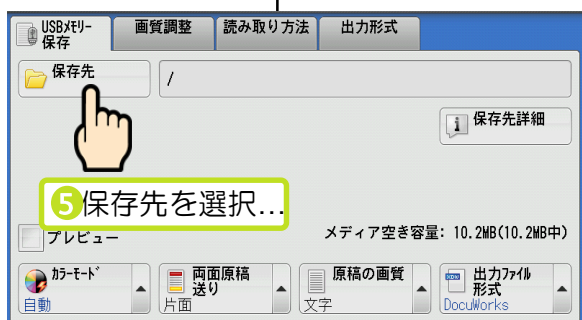 USBﾒﾓﾘｰ
保存
画質調整
読み取り方法
出力形式
保存先
/
保存先詳細
5保存先を選択...
プレビュー
メディア空き容量: 10.2MB(10.2MB中)
ｶﾗｰﾓｰﾄﾞ
自動
両面原稿
送り
片面
原稿の画質
文字
出力ﾌｧｲﾙ
形式
DocuWorks